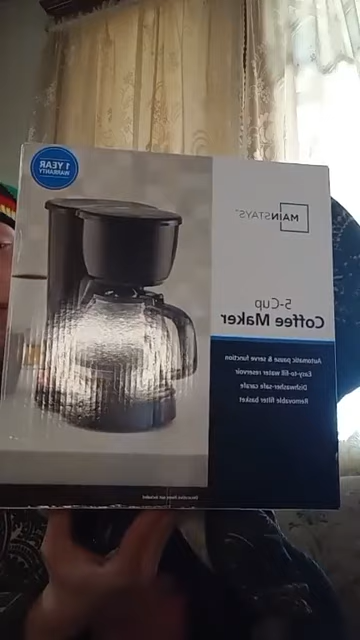 1 YEAR
WARRANTY
MAINSTAYS™
5-Cup
Coffee Maker
Automatic pause & serve function
Easy-to-fill water reservoir
Dishwasher-safe carafe
Removable filter basket